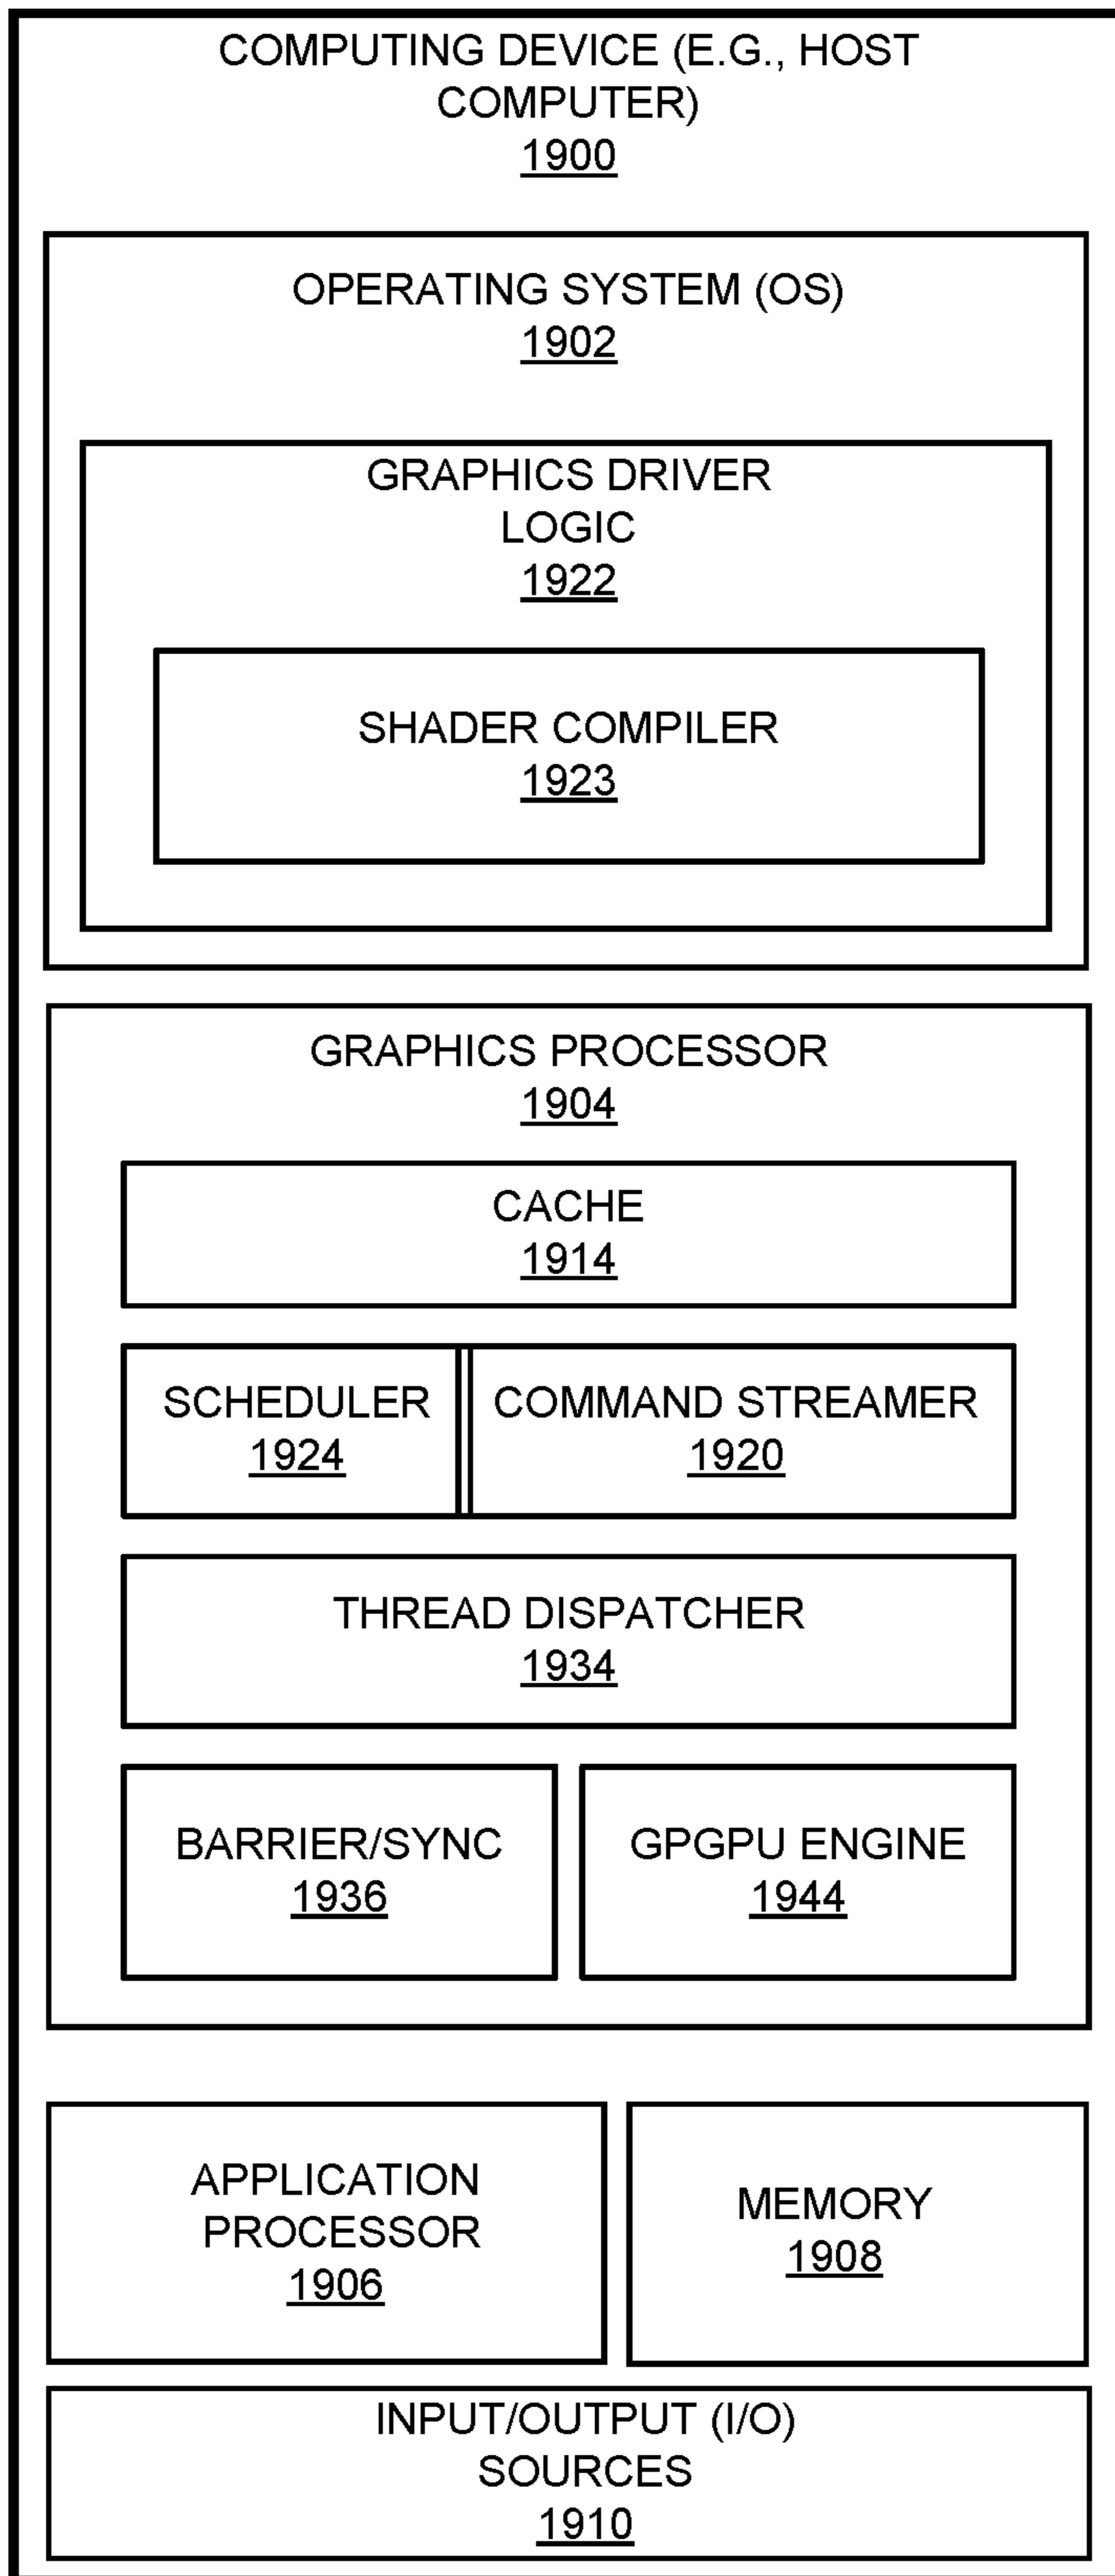 COMPUTING DEVICE (E.G., HOST
COMPUTER)
1900
OPERATING SYSTEM (OS)
1902
GRAPHICS DRIVER
LOGIC
1922
SHADER COMPILER
1923
GRAPHICS PROCESSOR
1904
CACHE
1914
SCHEDULER
1924
COMMAND STREAMER
1920
THREAD DISPATCHER
1934
BARRIER/SYNC
1936
GPGPU ENGINE
1944
APPLICATION
PROCESSOR
1906
MEMORY
1908
INPUT/OUTPUT (I/O)
SOURCES
1910